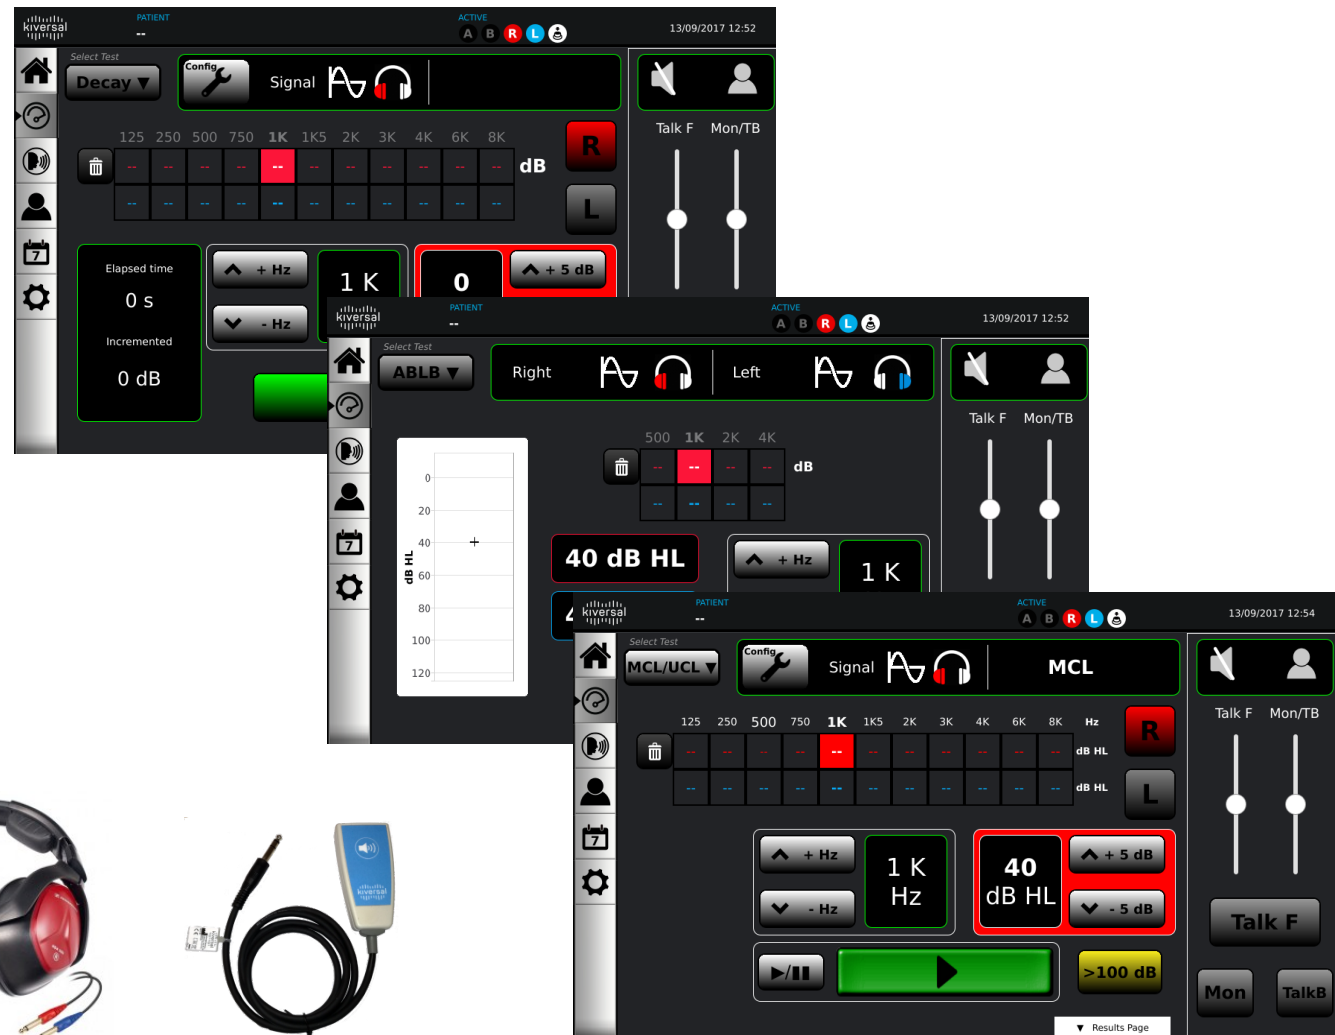 kiversal
PATIENT
--
ACTIVE
A B R L
13/09/2017 12:52
Select Test
Decay ▼
Config
Signal
Talk F Mon/TB
125 250 500 750 1K 1K5 2K 3K 4K 6K 8K
-- -- -- -- -- -- -- -- -- -- -- dB
-- -- -- -- -- -- -- -- -- -- --
R
L
Elapsed time
0 s
Incremented
0 dB
+ Hz
- Hz
1 K
0
+ 5 dB
kiversal
PATIENT
--
ACTIVE
A B R L
13/09/2017 12:52
Select Test
ABLB ▼
Right
Left
Talk F Mon/TB
500 1K 2K 4K
-- -- -- -- dB
-- -- -- --
dB HL
0
20
40
60
80
100
120
40 dB HL
+ Hz
1 K
kiversal
PATIENT
--
ACTIVE
A B R L
13/09/2017 12:54
Select Test
MCL/UCL ▼
Config
Signal
MCL
Talk F Mon/TB
125 250 500 750 1K 1K5 2K 3K 4K 6K 8K Hz
-- -- -- -- -- -- -- -- -- -- -- dB HL
-- -- -- -- -- -- -- -- -- -- -- dB HL
R
L
+ Hz
- Hz
1 K
Hz
40
dB HL
+ 5 dB
- 5 dB
>100 dB
Talk F
Mon
TalkB
▼ Results Page
kiversal